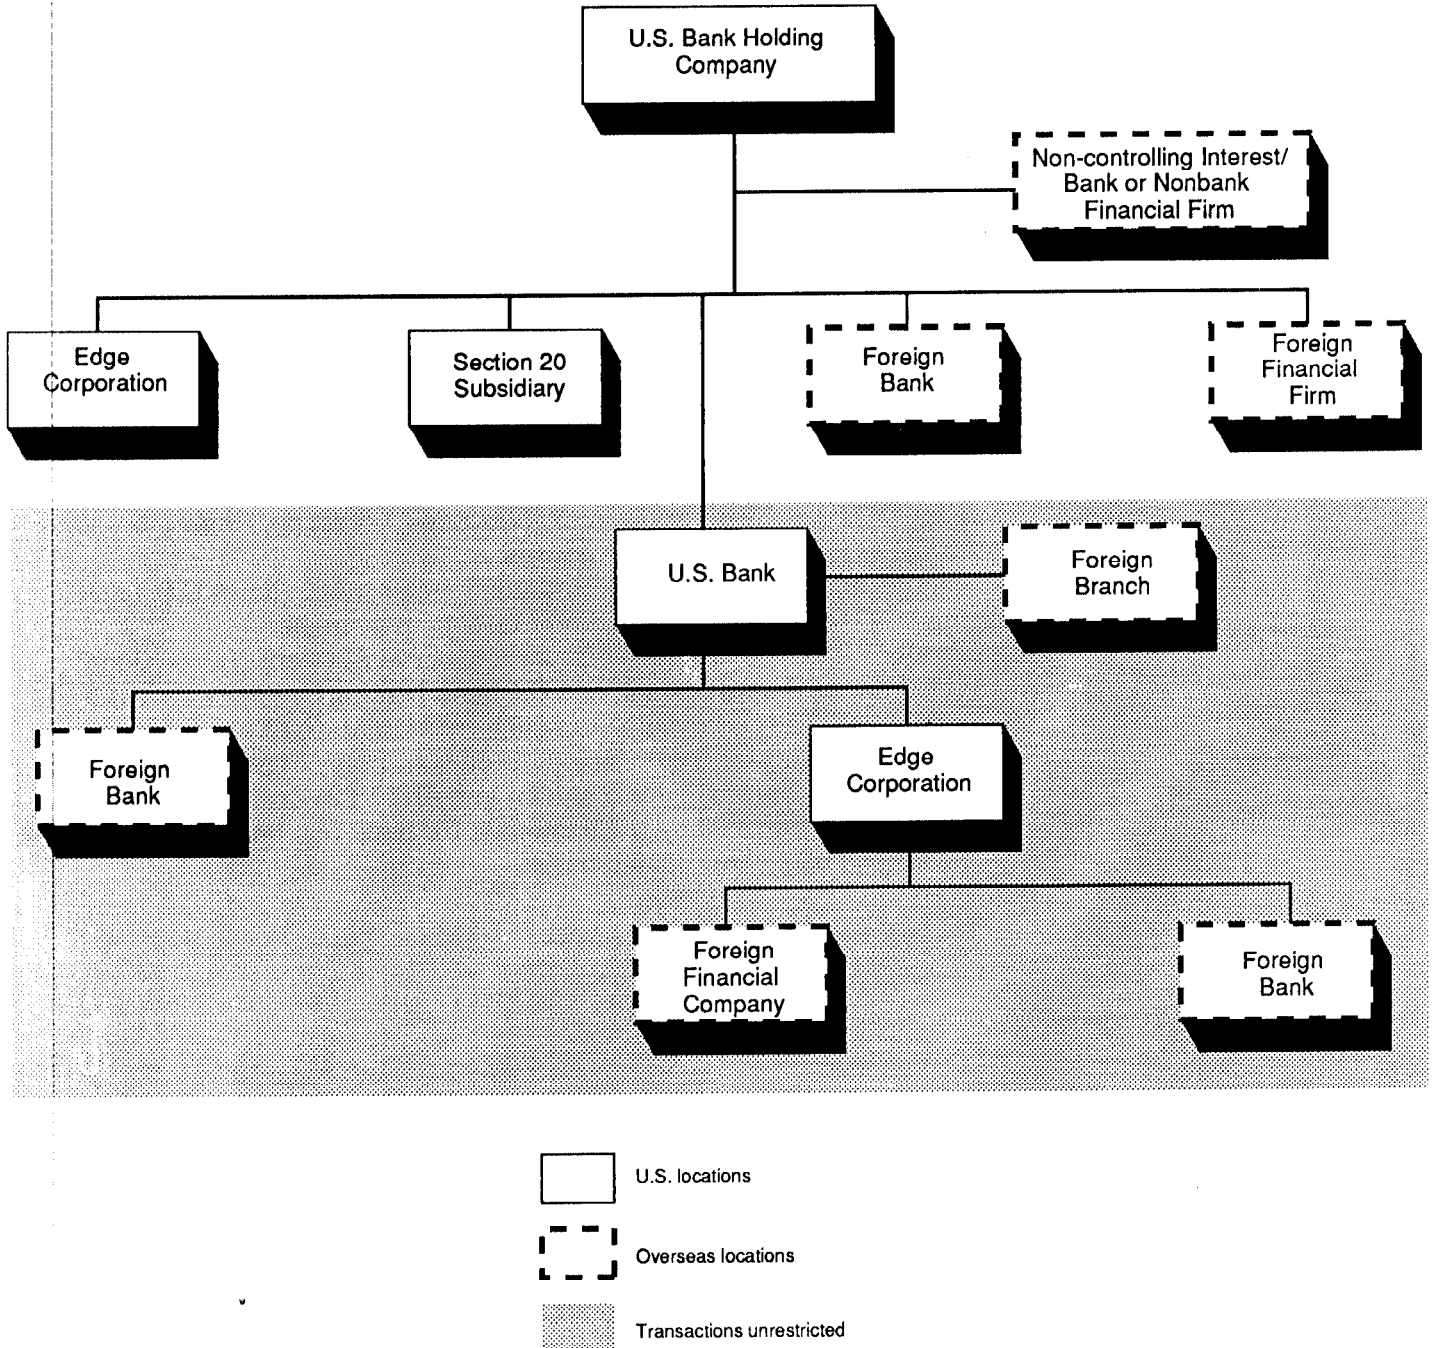 U.S. Bank Holding
Company
Non-controlling Interest/
Bank or Nonbank
Financial Firm
Edge
Corporation
Section 20
Subsidiary
Foreign
Bank
Foreign
Financial
Firm
U.S. Bank
Foreign
Branch
Foreign
Bank
Edge
Corporation
Foreign
Financial
Company
Foreign
Bank
U.S. locations
Overseas locations
Transactions unrestricted